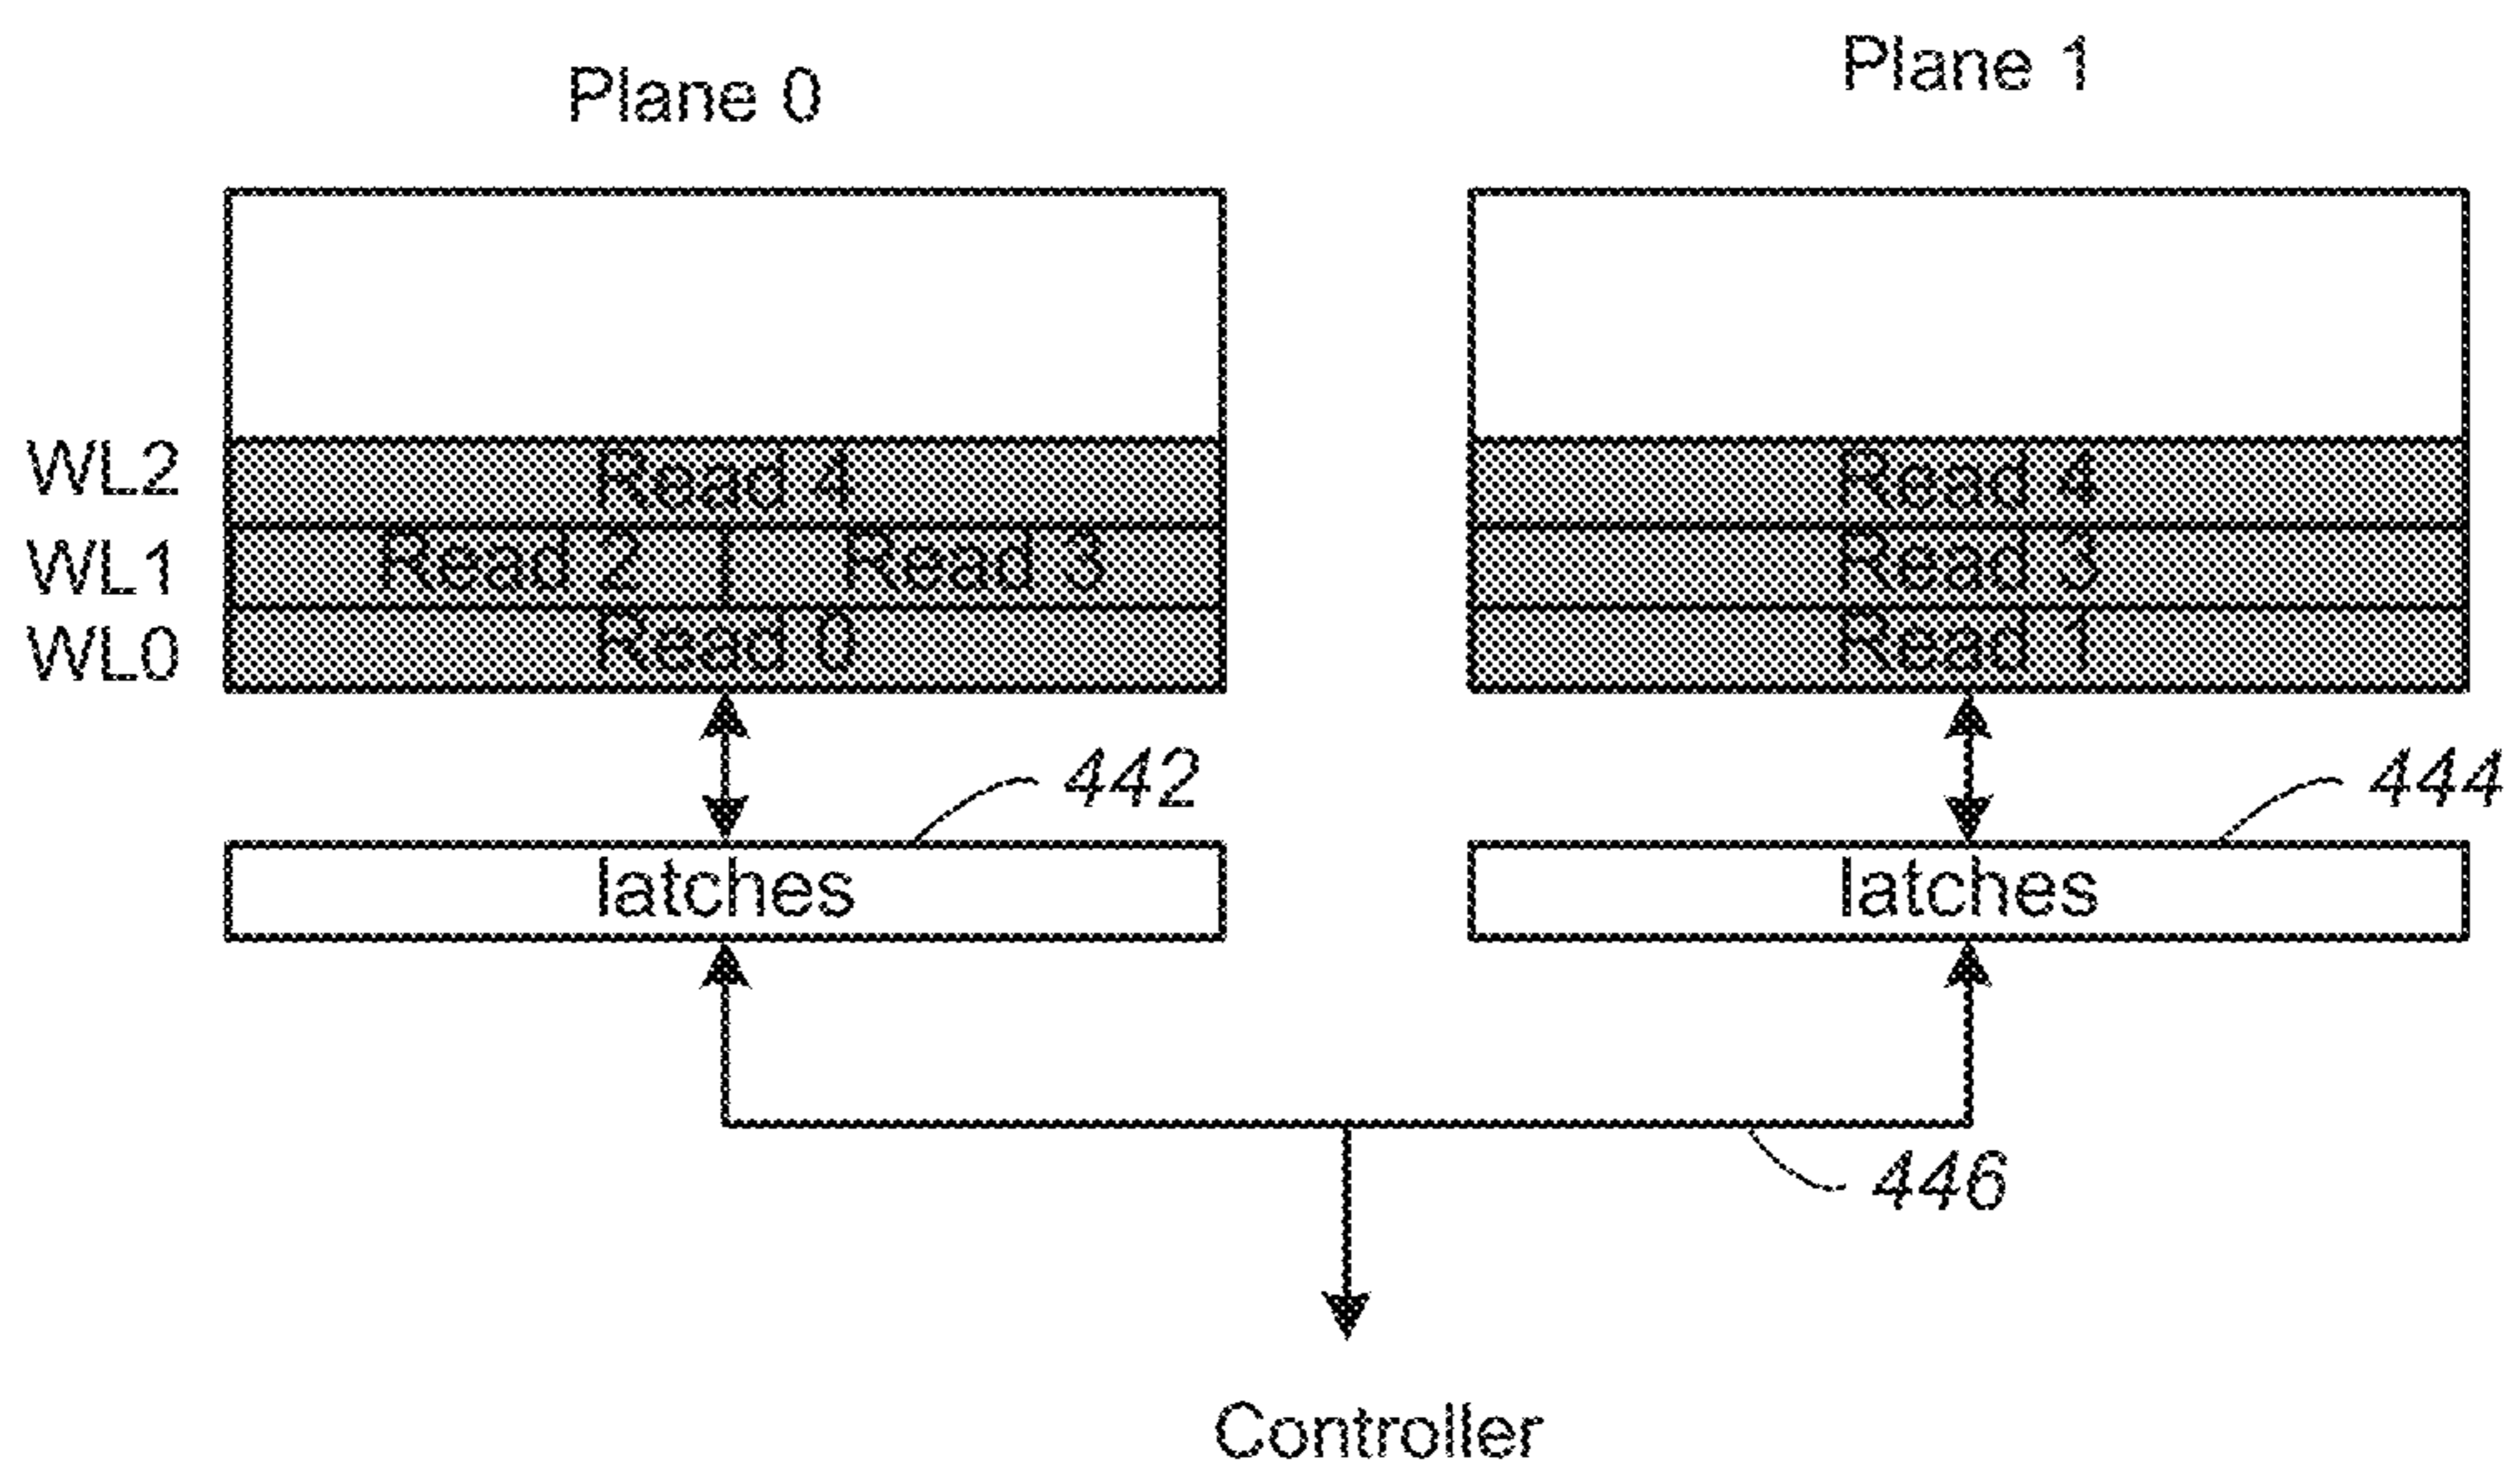 Plane 0 Plane 1
WL2 Read 4 Read 4
WL1 Read 2 Read 3 Read 3
WL0 Read 0 Read 1
442 444
latches latches
446
Controller